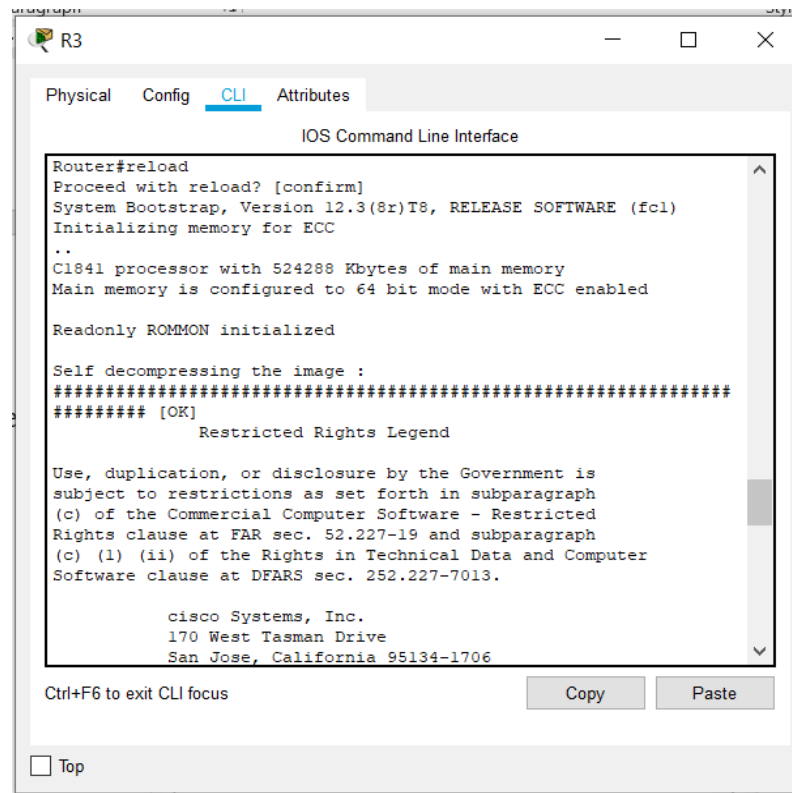 R3
Physical Config CLI Attributes
IOS Command Line Interface
Router#reload
Proceed with reload? [confirm]
System Bootstrap, Version 12.3(8r)T8, RELEASE SOFTWARE (fc1)
Initializing memory for ECC
..
C1841 processor with 524288 Kbytes of main memory
Main memory is configured to 64 bit mode with ECC enabled
Readonly ROMMON initialized
Self decompressing the image :
#################################################################
######### [OK]
Restricted Rights Legend
Use, duplication, or disclosure by the Government is
subject to restrictions as set forth in subparagraph
(c) of the Commercial Computer Software - Restricted
Rights clause at FAR sec. 52.227-19 and subparagraph
(c) (1) (ii) of the Rights in Technical Data and Computer
Software clause at DFARS sec. 252.227-7013.
cisco Systems, Inc.
170 West Tasman Drive
San Jose, California 95134-1706
Ctrl+F6 to exit CLI focus
Copy Paste
Top